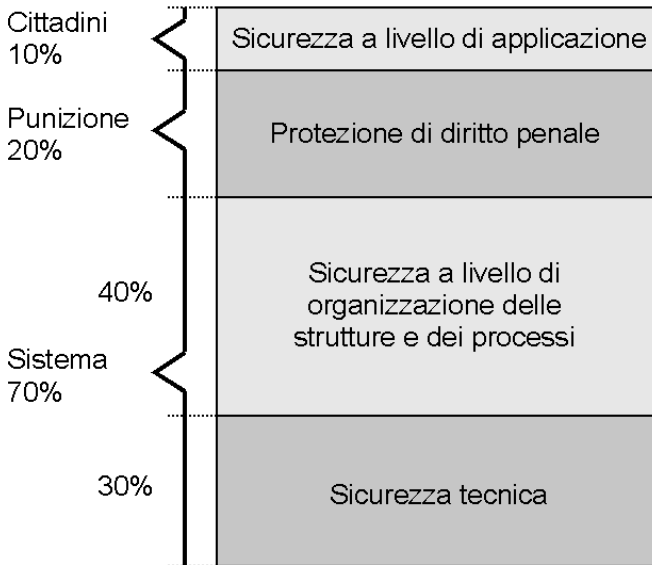 Cittadini
10%
Sicurezza a livello di applicazione
Punizione
20%
Protezione di diritto penale
40%
Sicurezza a livello di
organizzazione delle
strutture e dei processi
Sistema
70%
30%
Sicurezza tecnica